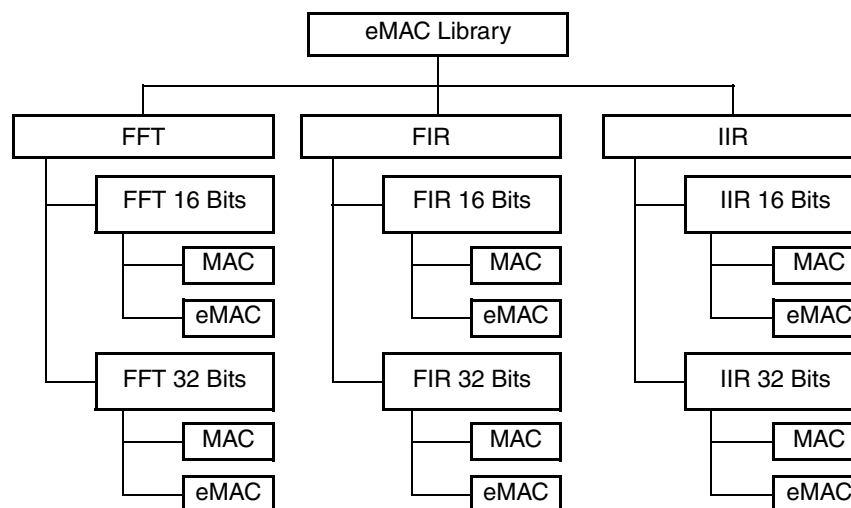 eMAC Library
FFT
FIR
IIR
FFT 16 Bits
FIR 16 Bits
IIR 16 Bits
MAC
MAC
MAC
eMAC
eMAC
eMAC
FFT 32 Bits
FIR 32 Bits
IIR 32 Bits
MAC
MAC
MAC
eMAC
eMAC
eMAC